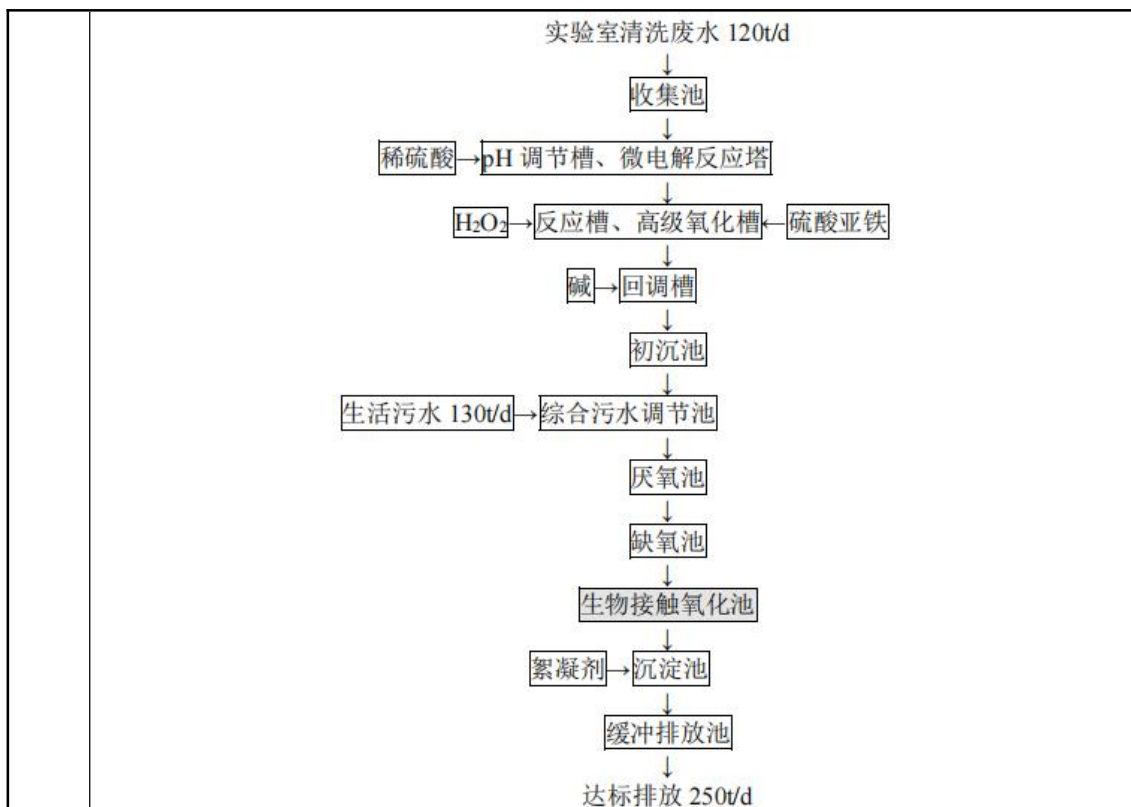 实验室清洗废水 120t/d
↓
收集池
↓
稀硫酸→pH 调节槽、微电解反应塔
↓
H₂O₂→反应槽、高级氧化槽←硫酸亚铁
↓
碱→回调槽
↓
初沉池
↓
生活污水 130t/d→综合污水调节池
↓
厌氧池
↓
缺氧池
↓
生物接触氧化池
↓
絮凝剂→沉淀池
↓
缓冲排放池
↓
达标排放 250t/d